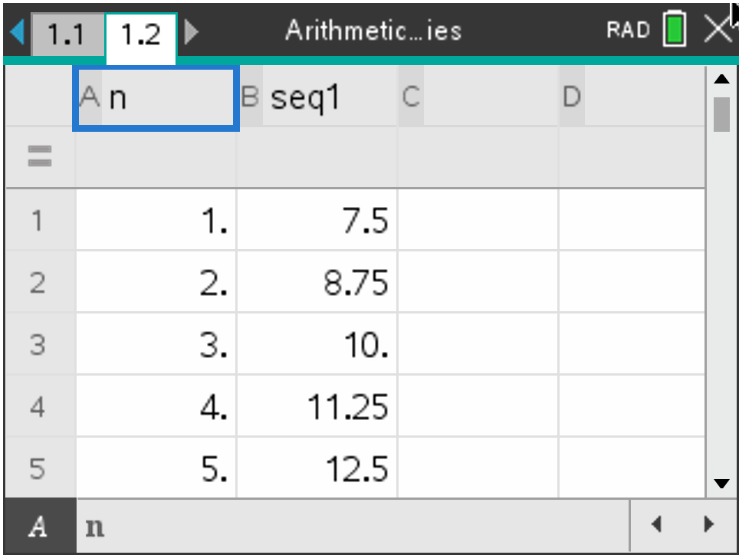 1.1 1.2 Arithmetic...ies RAD
A n B seq1 C D
=
1 1. 7.5
2 2. 8.75
3 3. 10.
4 4. 11.25
5 5. 12.5
A n